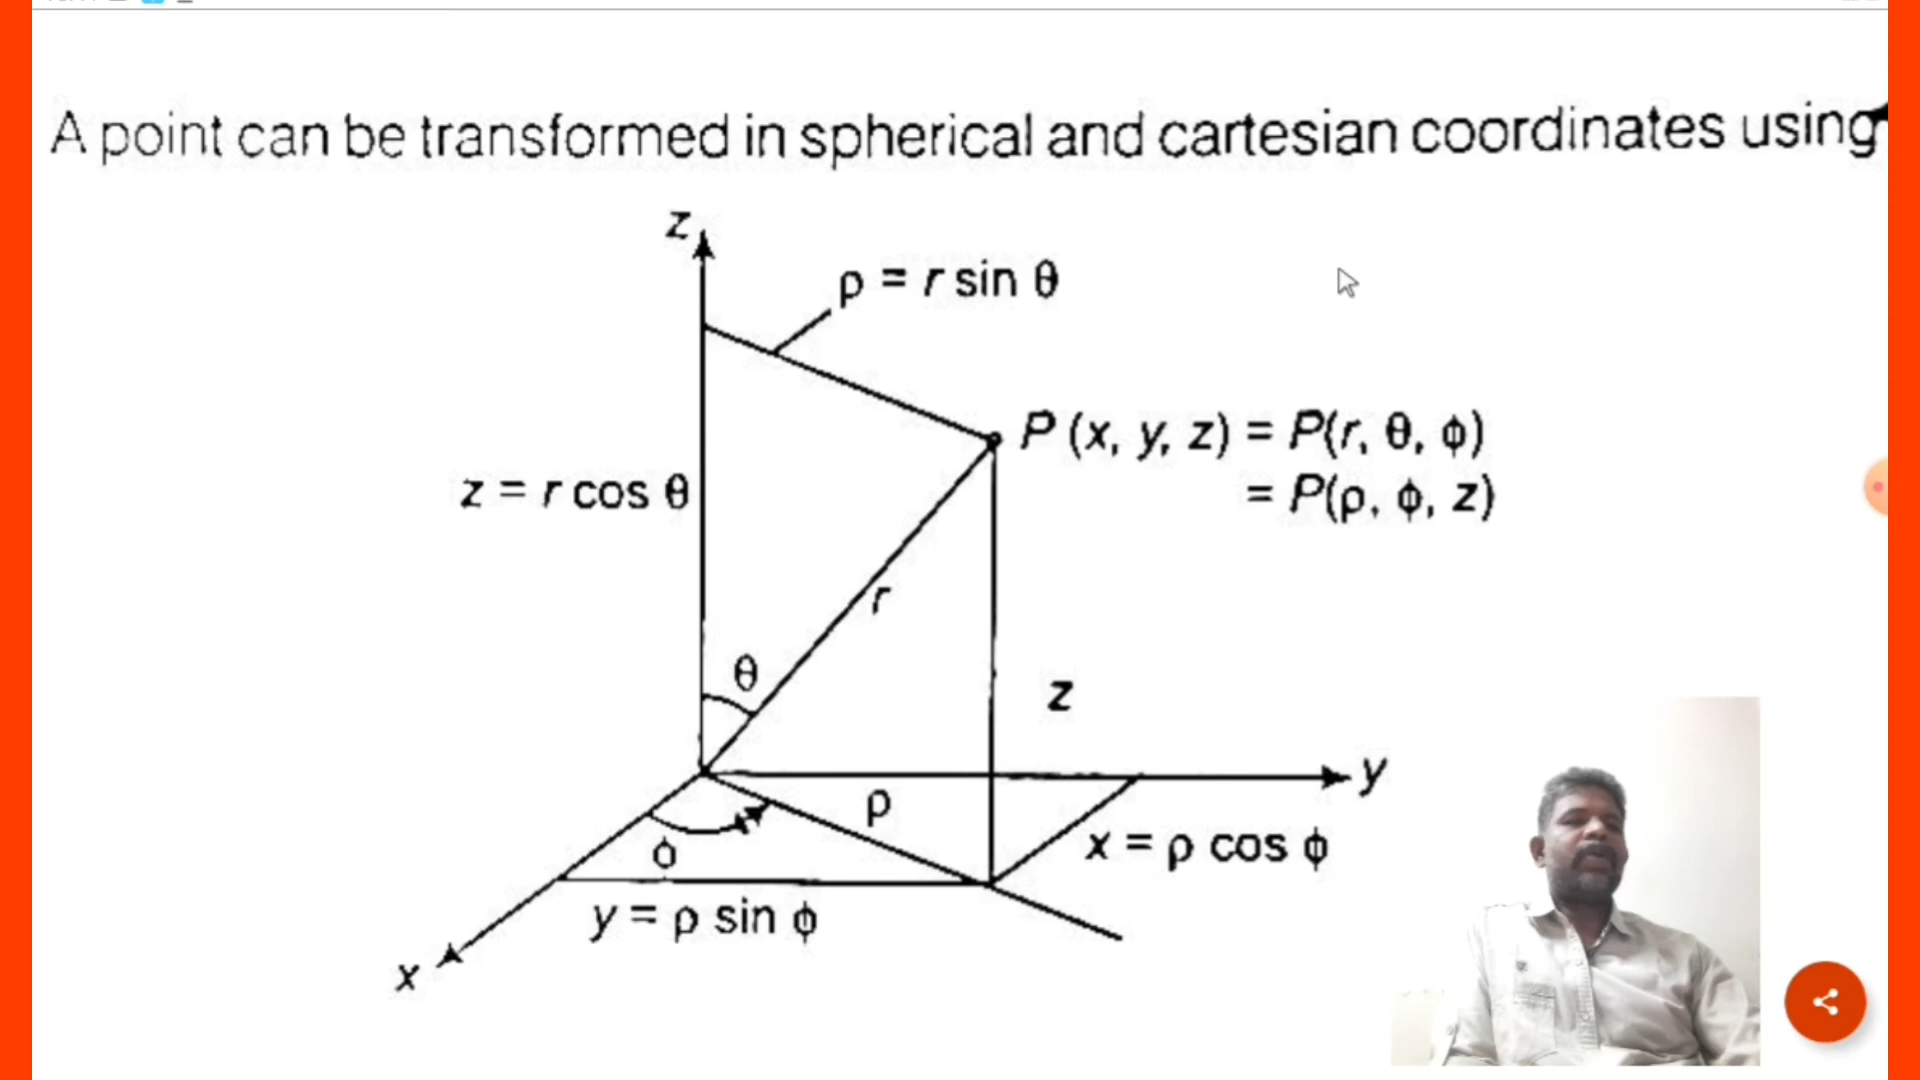 A point can be transformed in spherical and cartesian coordinates using
z
ρ = r sin θ
P (x, y, z) = P(r, θ, ϕ)
= P(ρ, ϕ, z)
z = r cos θ
r
θ
z
y
ρ
x = ρ cos ϕ
ϕ
y = ρ sin ϕ
x